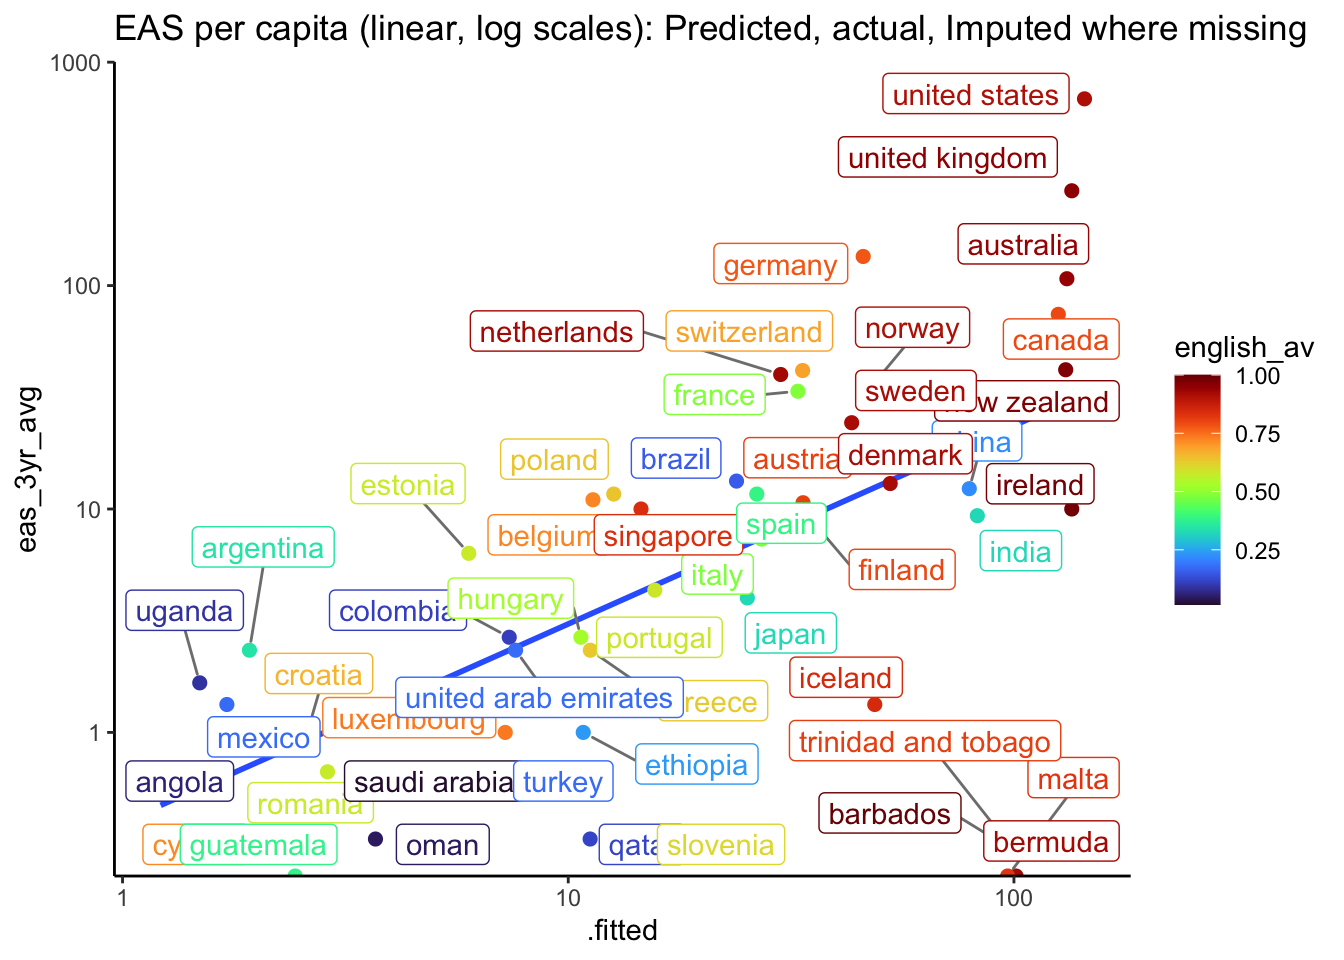 EAS per capita (linear, log scales): Predicted, actual, Imputed where missing
1000
united states
united kingdom
australia
germany
100
netherlands
switzerland
norway
canada
france
sweden
ew zealand
ina
poland
brazil
austria
denmark
estonia
ireland
10
belgium
singapore
spain
argentina
india
finland
italy
uganda
colombia
hungary
portugal
japan
croatia
iceland
united arab emirates
reece
luxembourg
1
mexico
trinidad and tobago
ethiopia
malta
angola
saudi arabia
turkey
romania
barbados
bermuda
cy
guatemala
oman
qata
slovenia
1
10
100
.fitted
eas_3yr_avg
english_av
1.00
0.75
0.50
0.25